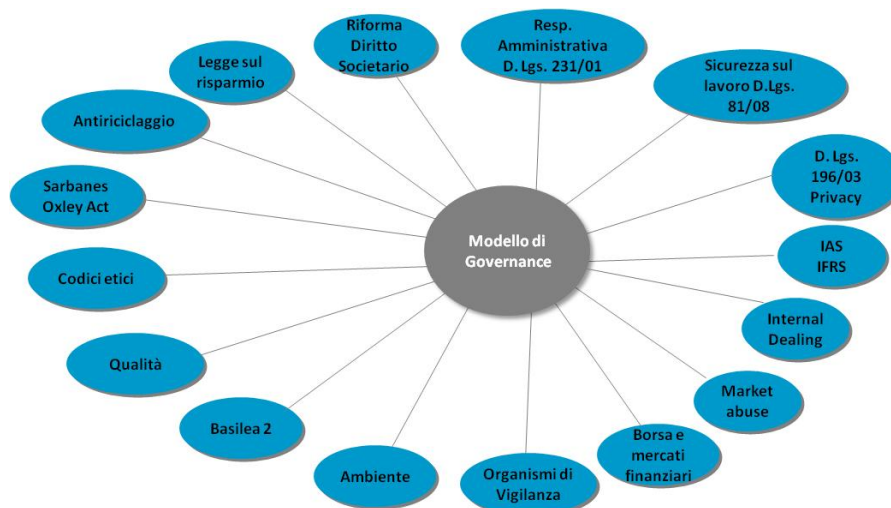 Riforma
Diritto
Societario
Resp.
Amministrativa
D. Lgs. 231/01
Legge sul
risparmio
Sicurezza sul
lavoro D.Lgs.
81/08
Antiriciclaggio
D. Lgs.
196/03
Privacy
Sarbanes
Oxley Act
Modello di
Governance
IAS
IFRS
Codici etici
Internal
Dealing
Qualità
Market
abuse
Basilea 2
Borsa e
mercati
finanziari
Ambiente
Organismi di
Vigilanza